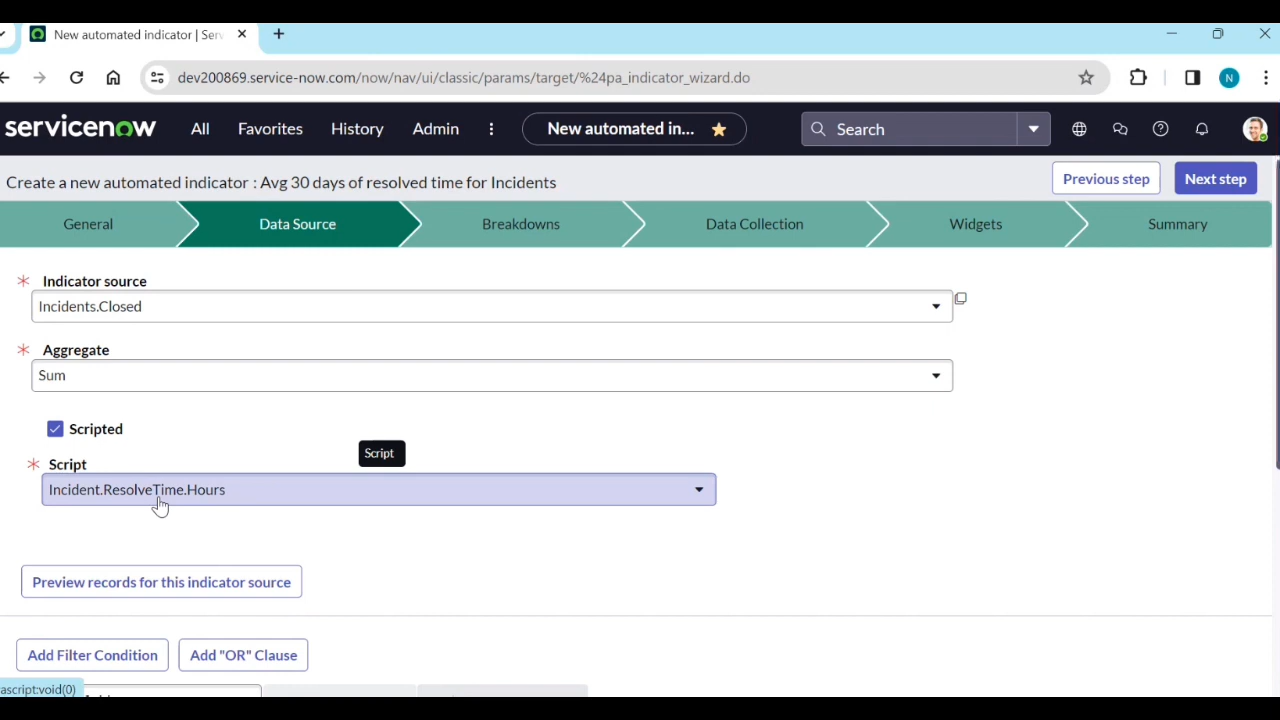 New automated indicator | Serv
dev200869.service-now.com/now/nav/ui/classic/params/target/%24pa_indicator_wizard.do
N
servicenow All Favorites History Admin New automated in... Search
Create a new automated indicator : Avg 30 days of resolved time for Incidents Previous step Next step
General Data Source Breakdowns Data Collection Widgets Summary
* Indicator source
Incidents.Closed
* Aggregate
Sum
Scripted
Script
* Script
Incident.ResolveTime.Hours
Preview records for this indicator source
Add Filter Condition Add "OR" Clause
ascript:void(0)